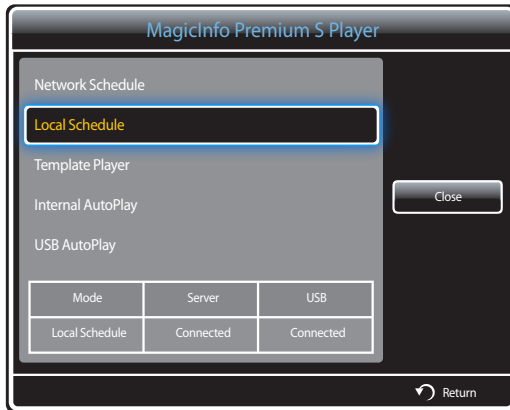 MagicInfo Premium S Player
Network Schedule
Local Schedule
Template Player
Internal AutoPlay
USB AutoPlay
Close
Mode Server USB
Local Schedule Connected Connected
Return